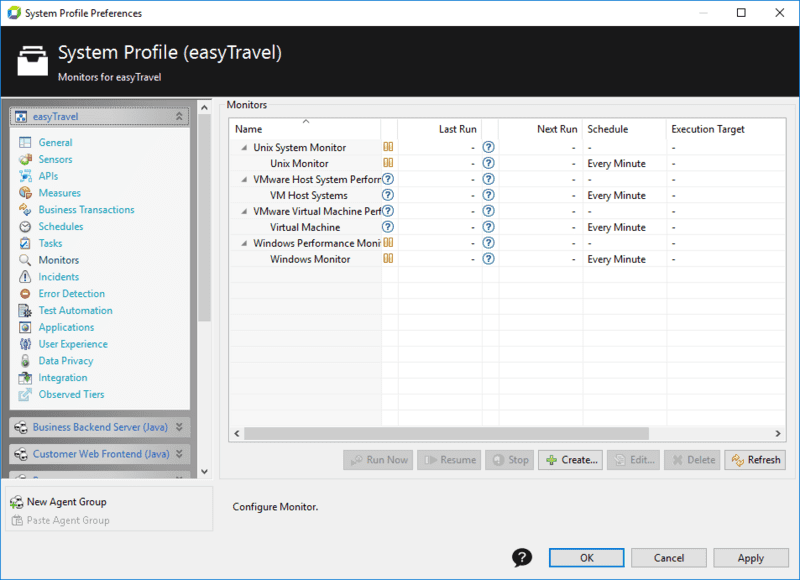 System Profile Preferences
System Profile (easyTravel)
Monitors for easyTravel
easyTravel
General
Sensors
APIs
Measures
Business Transactions
Schedules
Tasks
Monitors
Incidents
Error Detection
Test Automation
Applications
User Experience
Data Privacy
Integration
Observed Tiers
Business Backend Server (Java)
Customer Web Frontend (Java)
New Agent Group
Paste Agent Group
Monitors
Name Last Run Next Run Schedule Execution Target
Unix System Monitor - - - -
Unix Monitor - - Every Minute -
VMware Host System Perforr - - - -
VM Host Systems - - Every Minute -
VMware Virtual Machine Perf - - - -
Virtual Machine - - Every Minute -
Windows Performance Monit - - - -
Windows Monitor - - Every Minute -
Run Now Resume Stop Create... Edit... Delete Refresh
Configure Monitor.
OK Cancel Apply